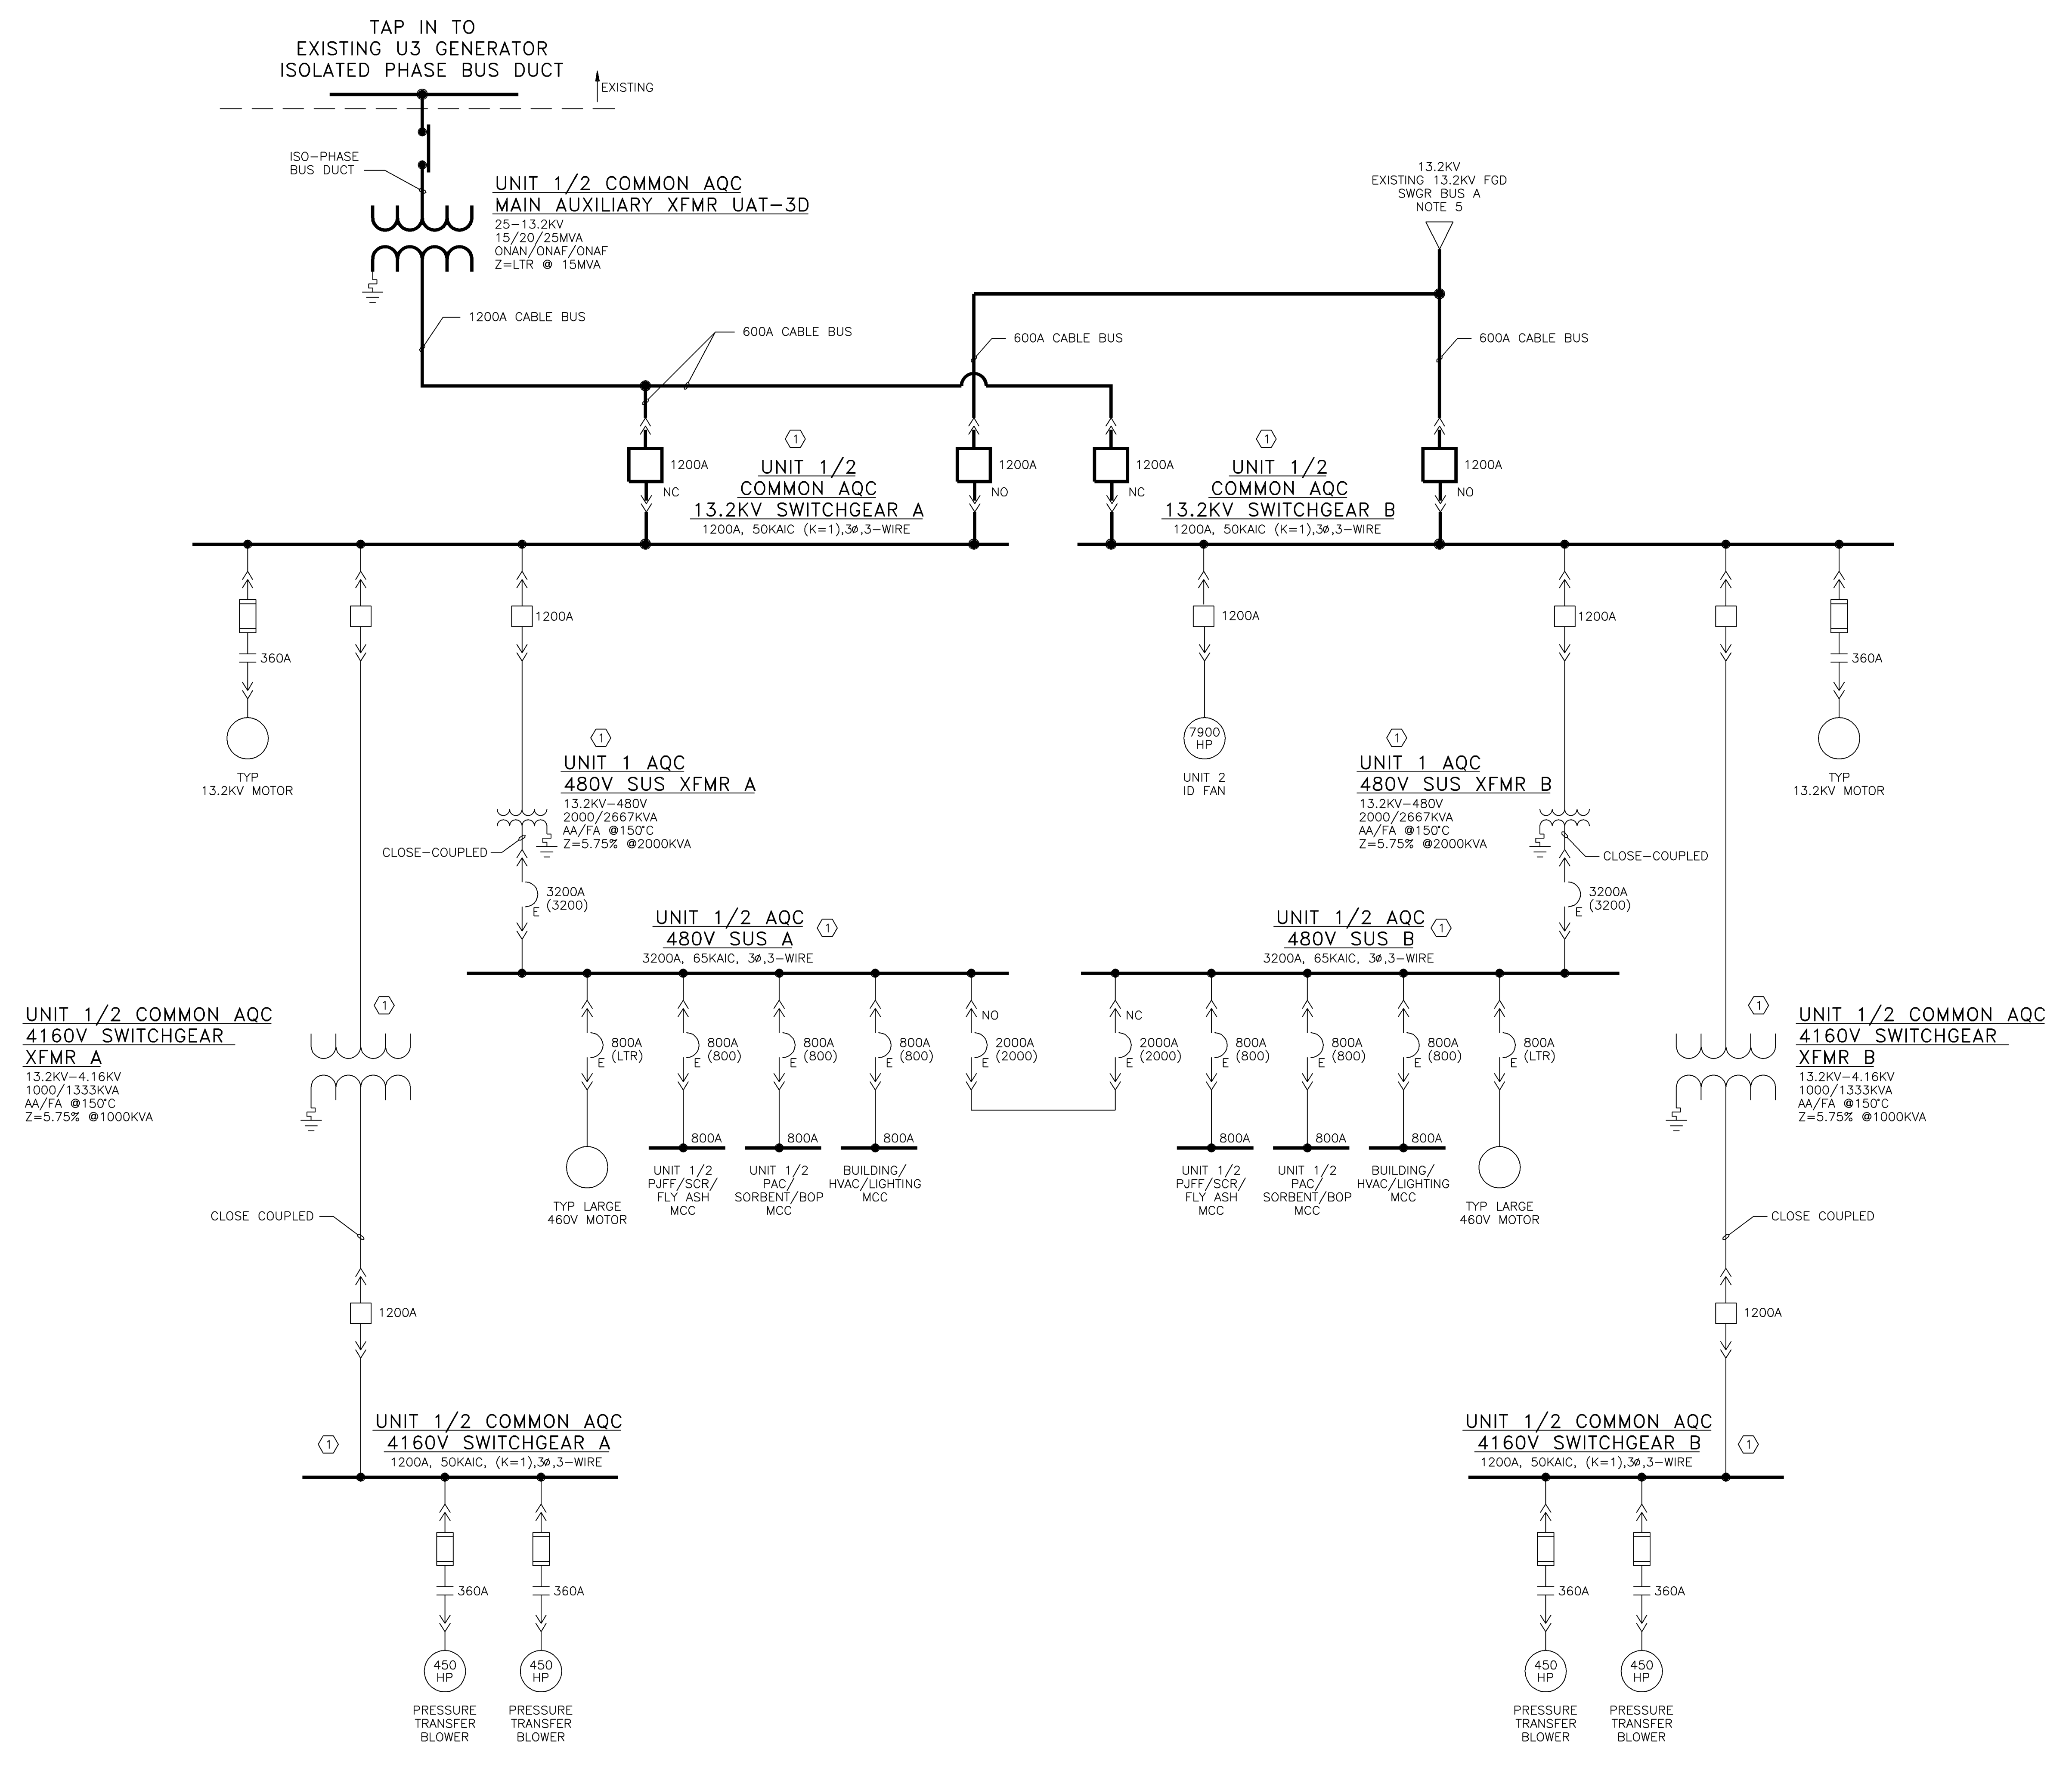 TAP IN TO
EXISTING U3 GENERATOR
ISOLATED PHASE BUS DUCT
EXISTING
ISO-PHASE
BUS DUCT
UNIT 1/2 COMMON AQC
MAIN AUXILIARY XFMR UAT-3D
25-13.2KV
15/20/25MVA
ONAN/ONAF/ONAF
Z=LTR @ 15MVA
13.2KV
EXISTING 13.2KV FGD
SWGR BUS A
NOTE 5
1200A CABLE BUS
600A CABLE BUS
600A CABLE BUS
600A CABLE BUS
1200A
NC
1
UNIT 1/2
COMMON AQC
13.2KV SWITCHGEAR A
1200A, 50KAIC (K=1),3ø,3-WIRE
1200A
NO
1200A
NC
1
UNIT 1/2
COMMON AQC
13.2KV SWITCHGEAR B
1200A, 50KAIC (K=1),3ø,3-WIRE
1200A
NO
360A
TYP
13.2KV MOTOR
1200A
1200A
7900
HP
UNIT 2
ID FAN
1200A
360A
TYP
13.2KV MOTOR
1
UNIT 1 AQC
480V SUS XFMR A
13.2KV-480V
2000/2667KVA
AA/FA @150°C
Z=5.75% @2000KVA
CLOSE-COUPLED
3200A
(3200)
E
1
UNIT 1 AQC
480V SUS XFMR B
13.2KV-480V
2000/2667KVA
AA/FA @150°C
Z=5.75% @2000KVA
CLOSE-COUPLED
3200A
(3200)
E
UNIT 1/2 AQC
480V SUS A
3200A, 65KAIC, 3ø,3-WIRE
1
UNIT 1/2 AQC
480V SUS B
3200A, 65KAIC, 3ø,3-WIRE
1
UNIT 1/2 COMMON AQC
4160V SWITCHGEAR
XFMR A
13.2KV-4.16KV
1000/1333KVA
AA/FA @150°C
Z=5.75% @1000KVA
1
800A
(LTR)
E
800A
(800)
E
800A
(800)
E
800A
(800)
E
NO
2000A
(2000)
E
NC
2000A
(2000)
E
800A
(800)
E
800A
(800)
E
800A
(800)
E
800A
(LTR)
E
1
UNIT 1/2 COMMON AQC
4160V SWITCHGEAR
XFMR B
13.2KV-4.16KV
1000/1333KVA
AA/FA @150°C
Z=5.75% @1000KVA
TYP LARGE
460V MOTOR
800A
UNIT 1/2
PJFF/SCR/
FLY ASH
MCC
800A
UNIT 1/2
PAC/
SORBENT/BOP
MCC
800A
BUILDING/
HVAC/LIGHTING
MCC
800A
UNIT 1/2
PJFF/SCR/
FLY ASH
MCC
800A
UNIT 1/2
PAC/
SORBENT/BOP
MCC
800A
BUILDING/
HVAC/LIGHTING
MCC
TYP LARGE
460V MOTOR
CLOSE COUPLED
CLOSE COUPLED
1200A
1200A
UNIT 1/2 COMMON AQC
4160V SWITCHGEAR A
1200A, 50KAIC, (K=1),3ø,3-WIRE
1
UNIT 1/2 COMMON AQC
4160V SWITCHGEAR B
1200A, 50KAIC, (K=1),3ø,3-WIRE
1
360A
450
HP
PRESSURE
TRANSFER
BLOWER
360A
450
HP
PRESSURE
TRANSFER
BLOWER
360A
450
HP
PRESSURE
TRANSFER
BLOWER
360A
450
HP
PRESSURE
TRANSFER
BLOWER